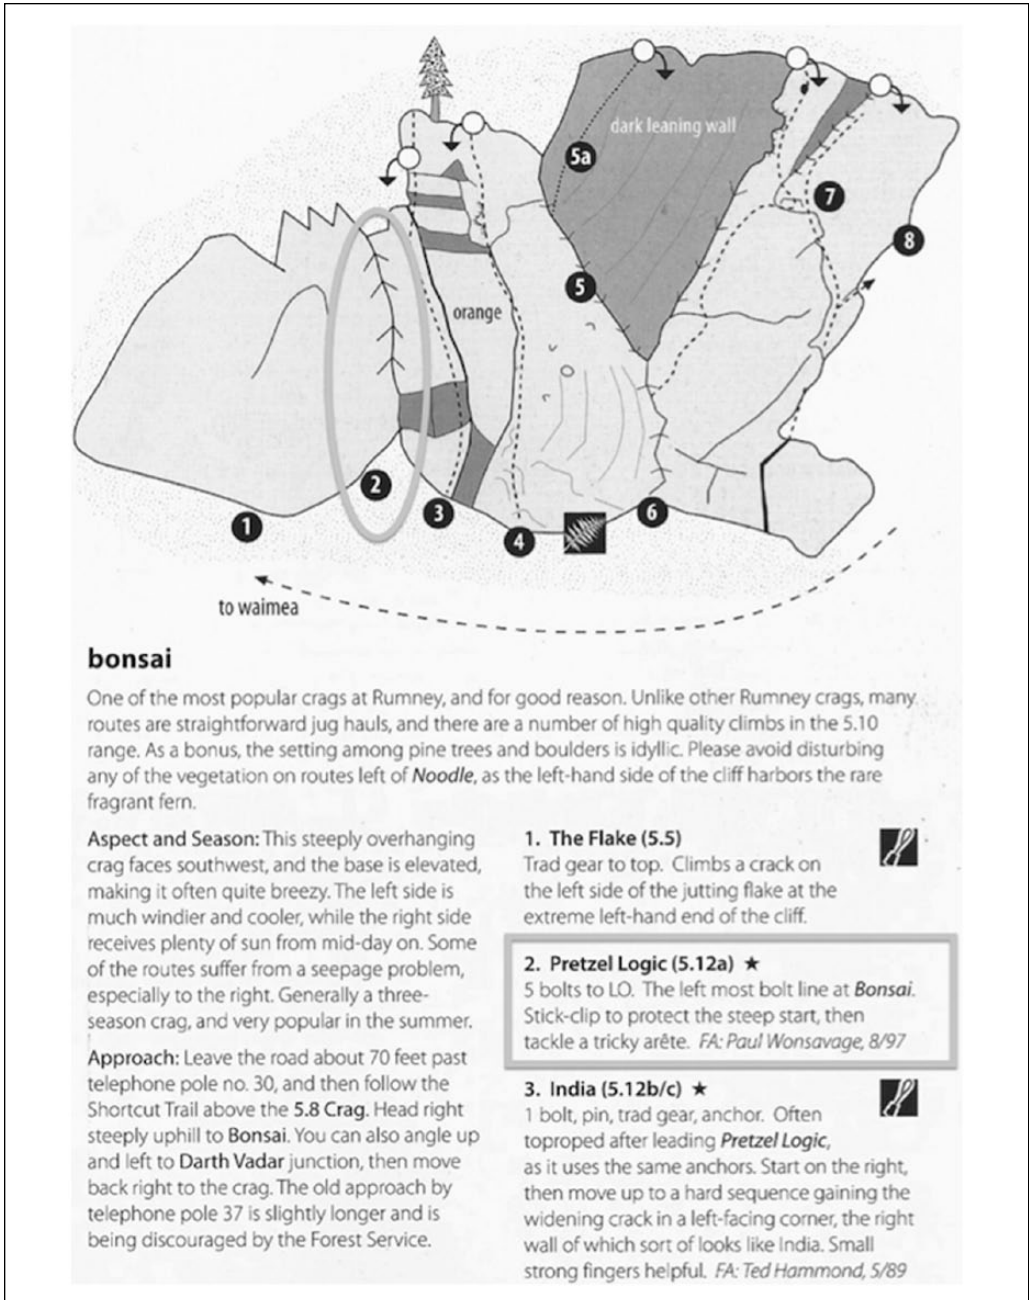 dark leaning wall
5a
7
8
5
orange
2
1
3
4
6
to waimea
bonsai
One of the most popular crags at Rumney, and for good reason. Unlike other Rumney crags, many
routes are straightforward jug hauls, and there are a number of high quality climbs in the 5.10
range. As a bonus, the setting among pine trees and boulders is idyllic. Please avoid disturbing
any of the vegetation on routes left of Noodle, as the left-hand side of the cliff harbors the rare
fragrant fern.
Aspect and Season: This steeply overhanging
crag faces southwest, and the base is elevated,
making it often quite breezy. The left side is
much windier and cooler, while the right side
receives plenty of sun from mid-day on. Some
of the routes suffer from a seepage problem,
especially to the right. Generally a three-
season crag, and very popular in the summer.
Approach: Leave the road about 70 feet past
telephone pole no. 30, and then follow the
Shortcut Trail above the 5.8 Crag. Head right
steeply uphill to Bonsai. You can also angle up
and left to Darth Vadar junction, then move
back right to the crag. The old approach by
telephone pole 37 is slightly longer and is
being discouraged by the Forest Service.
1. The Flake (5.5)
Trad gear to top. Climbs a crack on
the left side of the jutting flake at the
extreme left-hand end of the cliff.
2. Pretzel Logic (5.12a) ★
5 bolts to LO. The left most bolt line at Bonsai.
Stick-clip to protect the steep start, then
tackle a tricky arête. FA: Paul Wonsavage, 8/97
3. India (5.12b/c) ★
1 bolt, pin, trad gear, anchor. Often
toproped after leading Pretzel Logic,
as it uses the same anchors. Start on the right,
then move up to a hard sequence gaining the
widening crack in a left-facing corner, the right
wall of which sort of looks like India. Small
strong fingers helpful. FA: Ted Hammond, 5/89